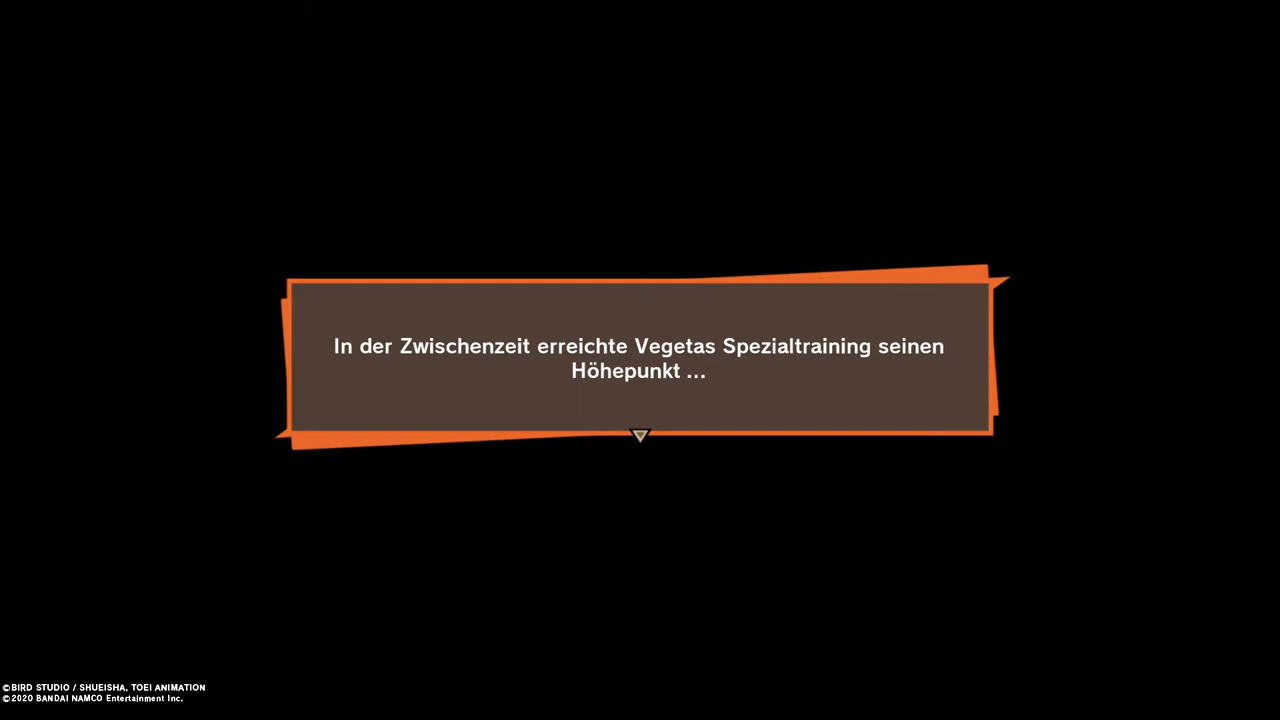 In der Zwischenzeit erreichte Vegetas Spezialtraining seinen
Höhepunkt ...
©BIRD STUDIO / SHUEISHA, TOEI ANIMATION
©2020 BANDAI NAMCO Entertainment Inc.